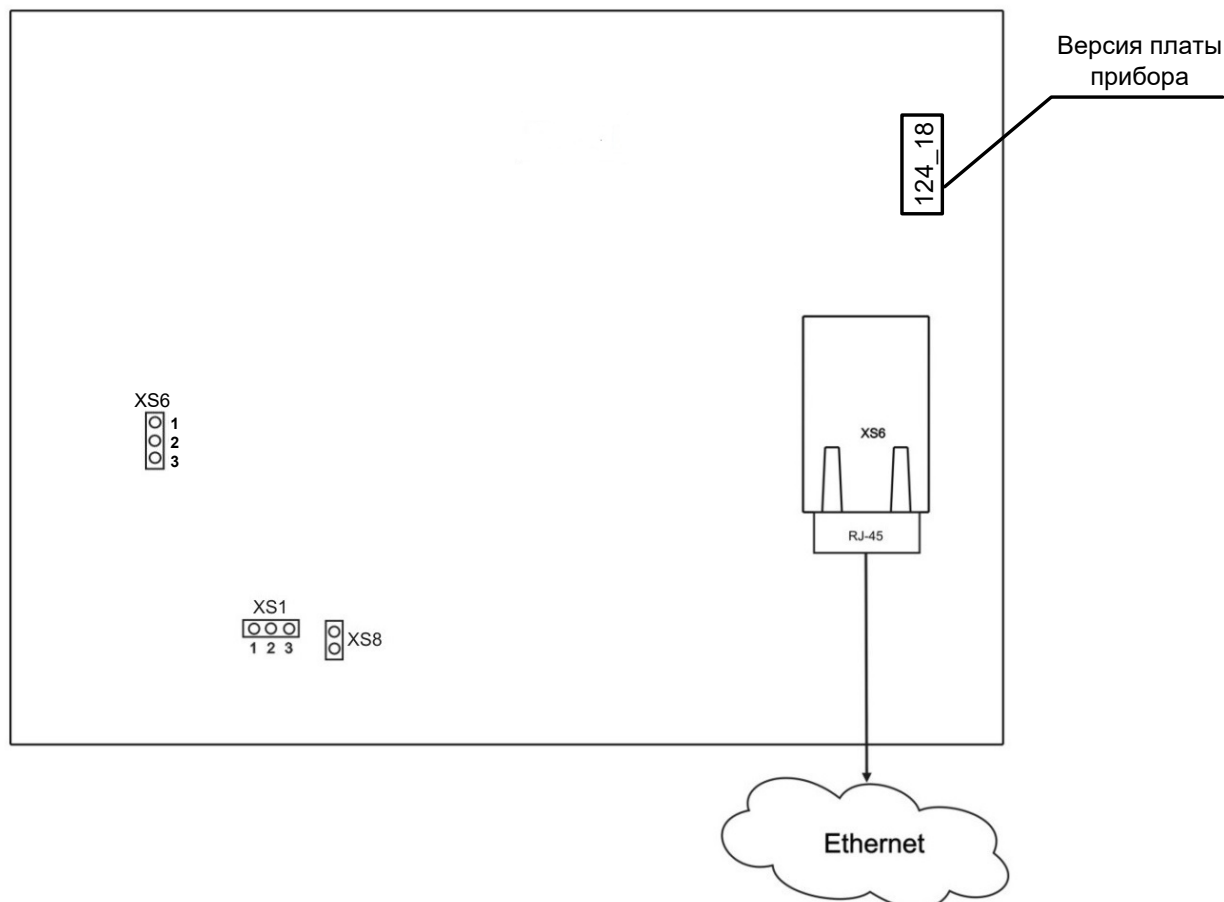 Версия платы
прибора
124_18
XS6
1
2
3
XS6
RJ-45
XS1
1 2 3
XS8
Ethernet